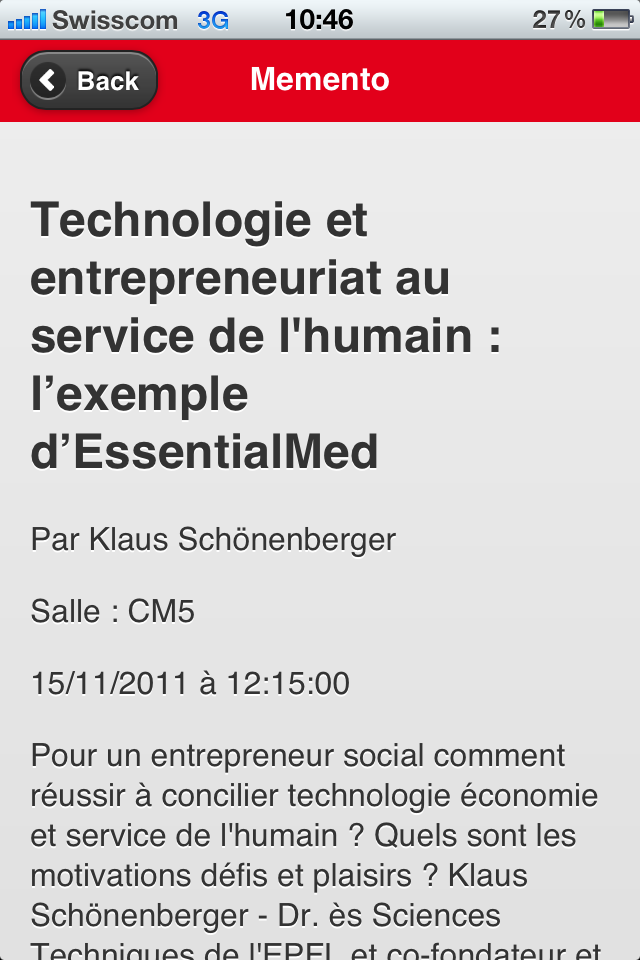 Swisscom 3G 10:46 27%
Back Memento
Technologie et
entrepreneuriat au
service de l'humain :
l’exemple
d’EssentialMed
Par Klaus Schönenberger
Salle : CM5
15/11/2011 à 12:15:00
Pour un entrepreneur social comment
réussir à concilier technologie économie
et service de l'humain ? Quels sont les
motivations défis et plaisirs ? Klaus
Schönenberger - Dr. ès Sciences
Techniques de l'EPFL et co-fondateur et